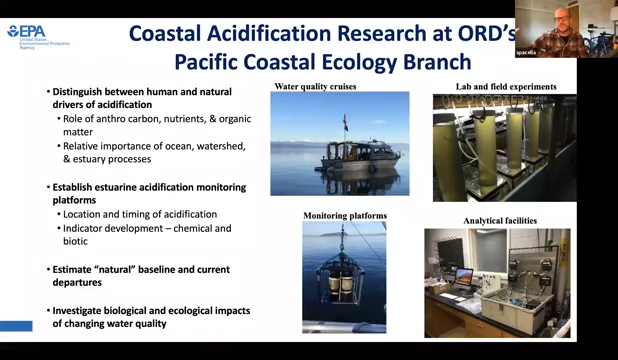 EPA
United States
Environmental Protection
Agency
Coastal Acidification Research at ORD's
Pacific Coastal Ecology Branch
spacella
• Distinguish between human and natural
drivers of acidification
• Role of anthro carbon, nutrients, & organic
matter
• Relative importance of ocean, watershed,
& estuary processes
• Establish estuarine acidification monitoring
platforms
• Location and timing of acidification
• Indicator development – chemical and
biotic
• Estimate “natural” baseline and current
departures
• Investigate biological and ecological impacts
of changing water quality
Water quality cruises
Lab and field experiments
Monitoring platforms
Analytical facilities